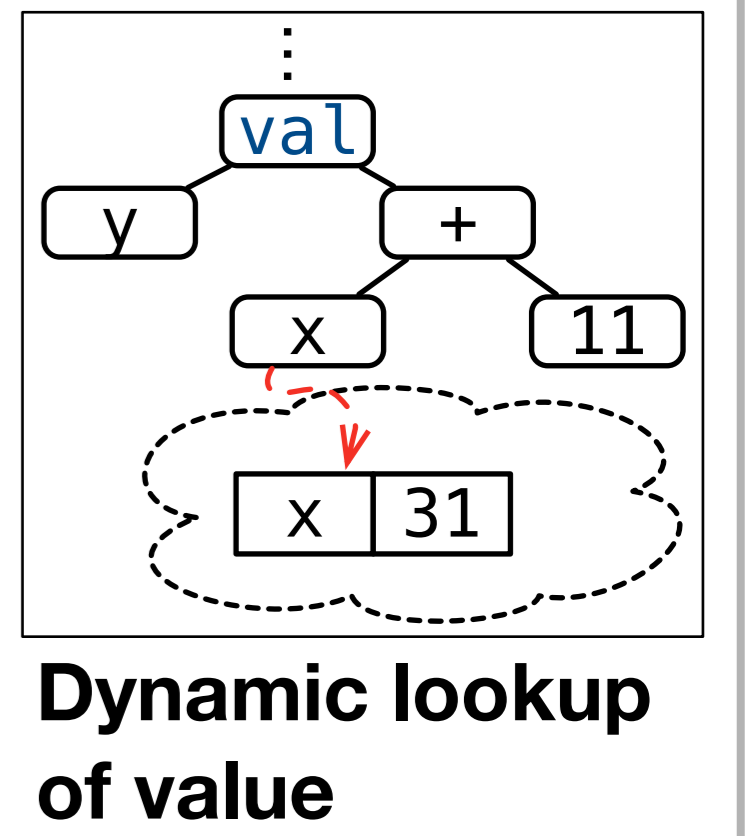 ⋮
val
y +
x 11
x 31
Dynamic lookup
of value